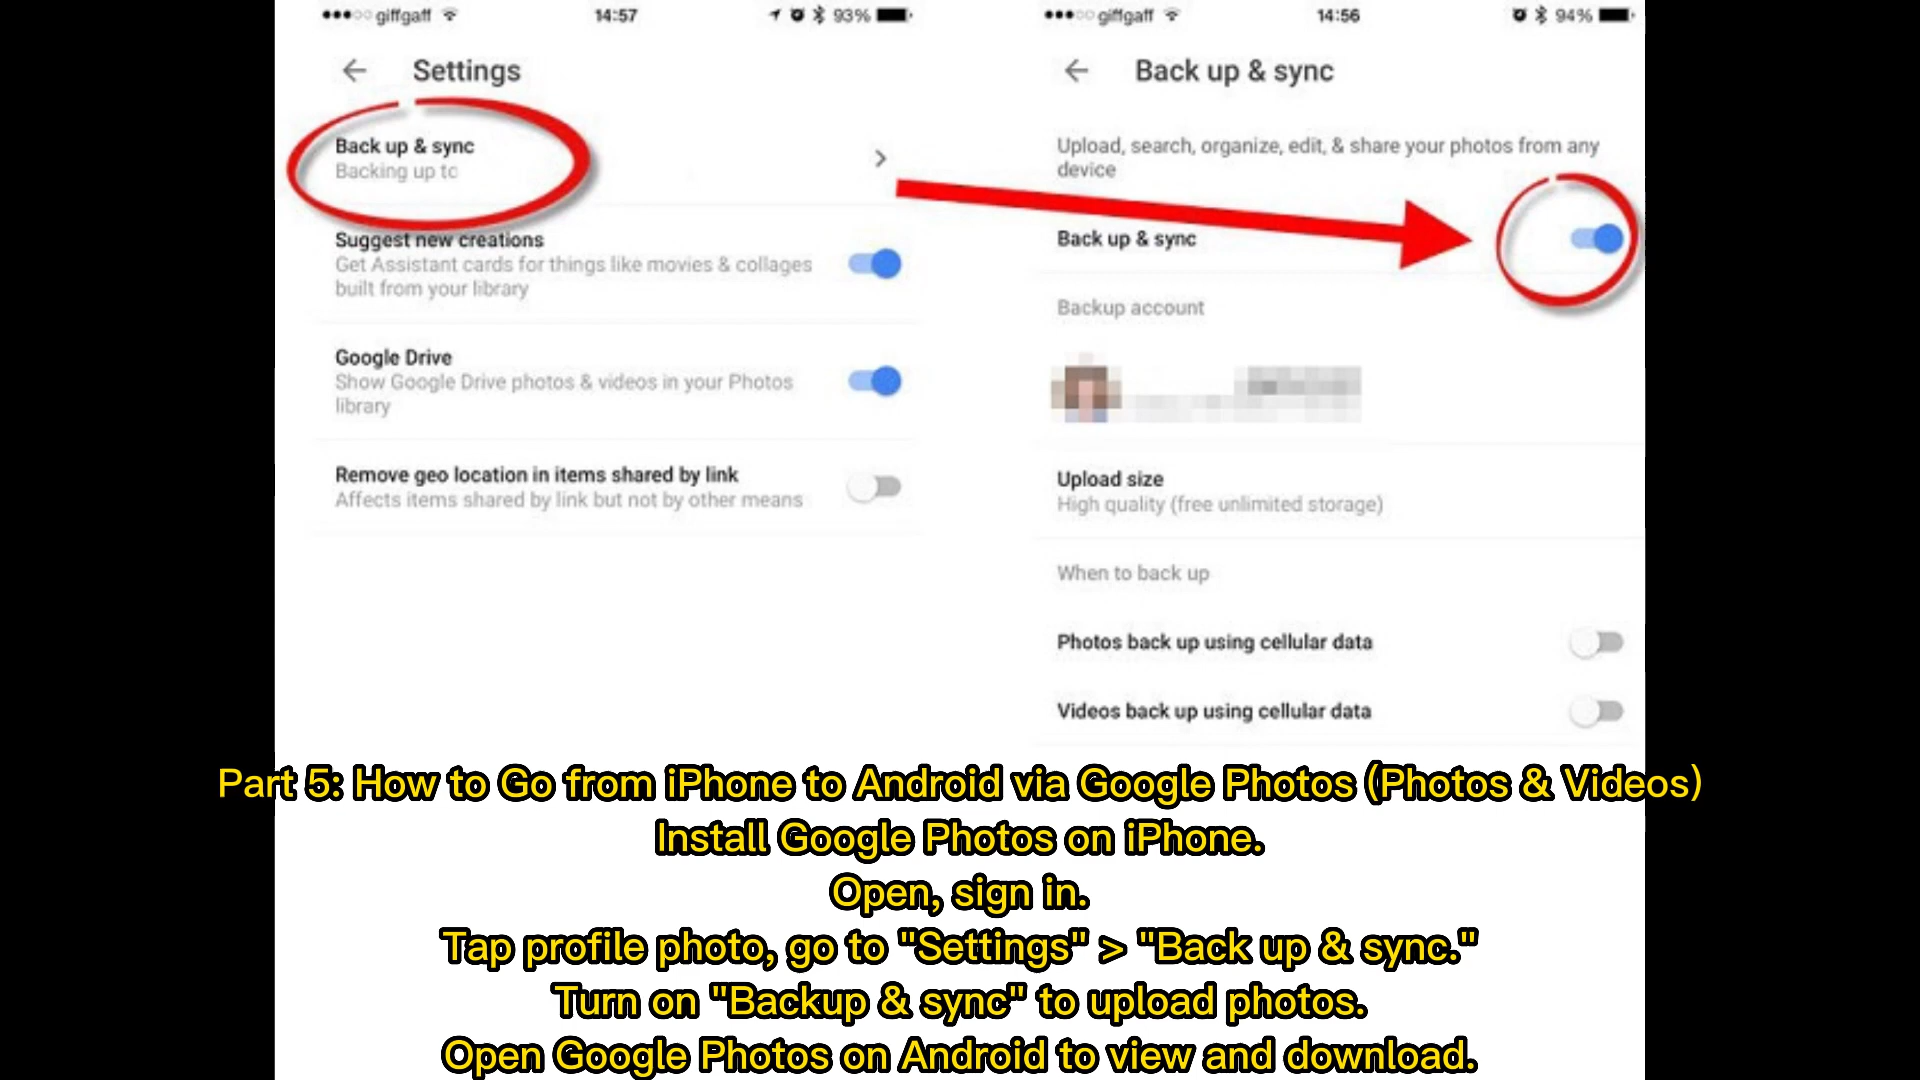 giffgaff 14:57 93%
Settings
Back up & sync
Backing up to
Suggest new creations
Get Assistant cards for things like movies & collages
built from your library
Google Drive
Show Google Drive photos & videos in your Photos
library
Remove geo location in items shared by link
Affects items shared by link but not by other means
giffgaff 14:56 94%
Back up & sync
Upload, search, organize, edit, & share your photos from any
device
Back up & sync
Backup account
Upload size
High quality (free unlimited storage)
When to back up
Photos back up using cellular data
Videos back up using cellular data
Part 5: How to Go from iPhone to Android via Google Photos (Photos & Videos)
Install Google Photos on iPhone.
Open, sign in.
Tap profile photo, go to "Settings" > "Back up & sync."
Turn on "Backup & sync" to upload photos.
Open Google Photos on Android to view and download.